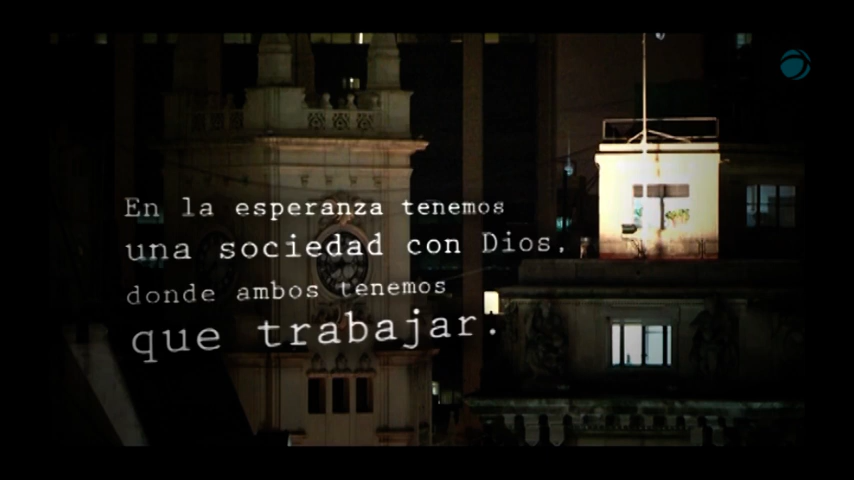 En la esperanza tenemos
una sociedad con Dios,
donde ambos tenemos
que trabajar.